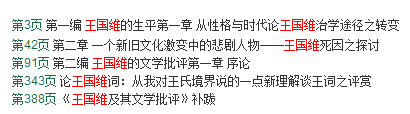 第3页 第一编 王国维的生平第一章 从性格与时代论王国维治学途径之转变
第42页 第二章 一个新旧文化激变中的悲剧人物——王国维死因之探讨
第91页 第二编 王国维的文学批评第一章 序论
第343页 论王国维词：从我对王氏境界说的一点新理解谈王词之评赏
第388页 《王国维及其文学批评》补跋